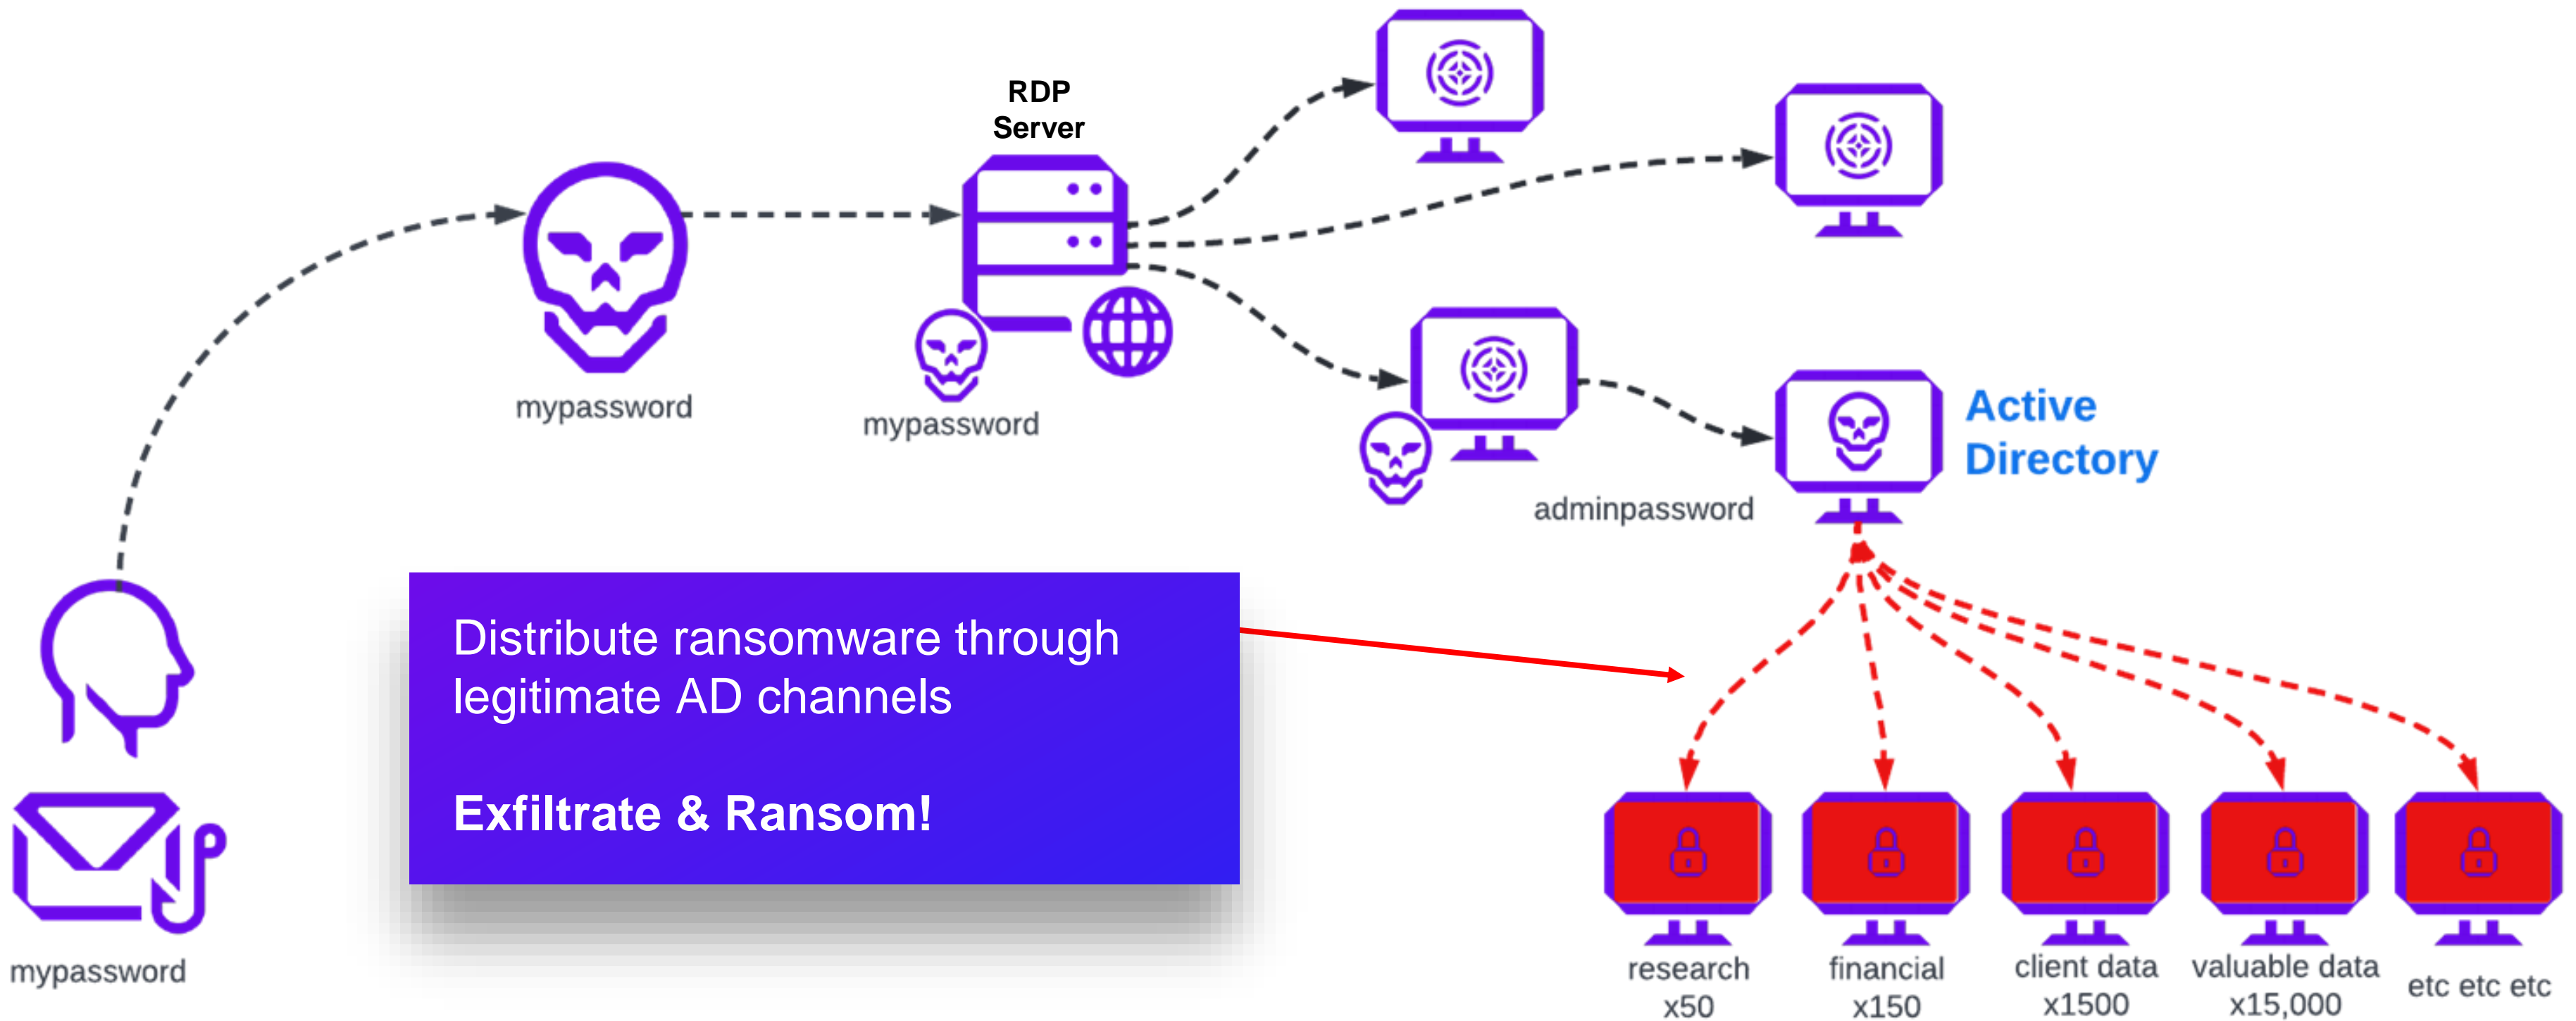 RDP
Server
mypassword
mypassword
Active
Directory
adminpassword
Distribute ransomware through
legitimate AD channels
Exfiltrate & Ransom!
mypassword
research
x50
financial
x150
client data
x1500
valuable data
x15,000
etc etc etc